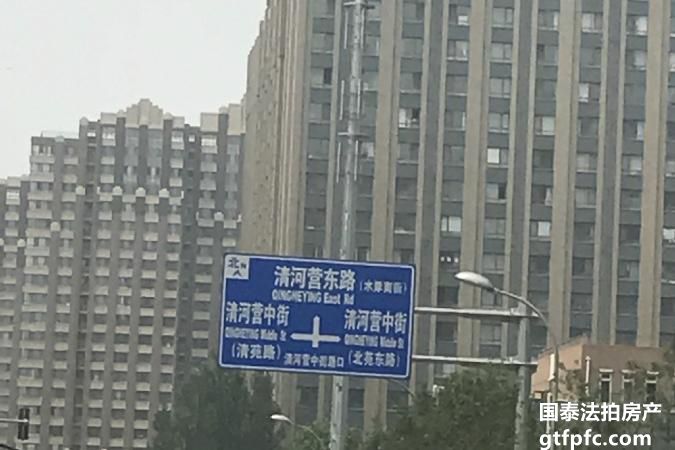 北
清河营东路（水岸南街）
QINGHEYING East Rd
清河营中街 清河营中街
QINGHEYING Middle St QINGHEYING Middle St
（清苑路） 清河营中街路口 （北苑东路）
国泰法拍房产
gtfpfc.com